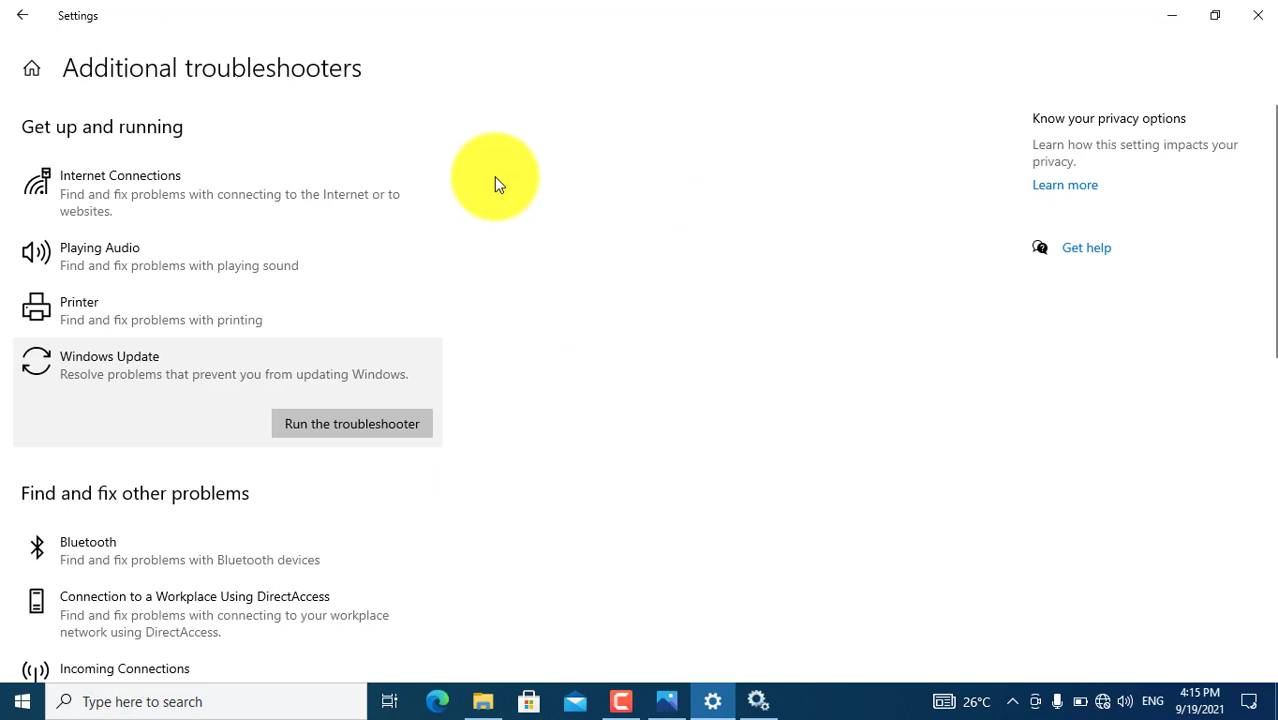 Settings
Additional troubleshooters
Get up and running
Internet Connections
Find and fix problems with connecting to the Internet or to
websites.
Playing Audio
Find and fix problems with playing sound
Printer
Find and fix problems with printing
Windows Update
Resolve problems that prevent you from updating Windows.
Run the troubleshooter
Find and fix other problems
Bluetooth
Find and fix problems with Bluetooth devices
Connection to a Workplace Using DirectAccess
Find and fix problems with connecting to your workplace
network using DirectAccess.
Incoming Connections
Know your privacy options
Learn how this setting impacts your
privacy.
Learn more
Get help
Type here to search
26°C
ENG
4:15 PM
9/19/2021